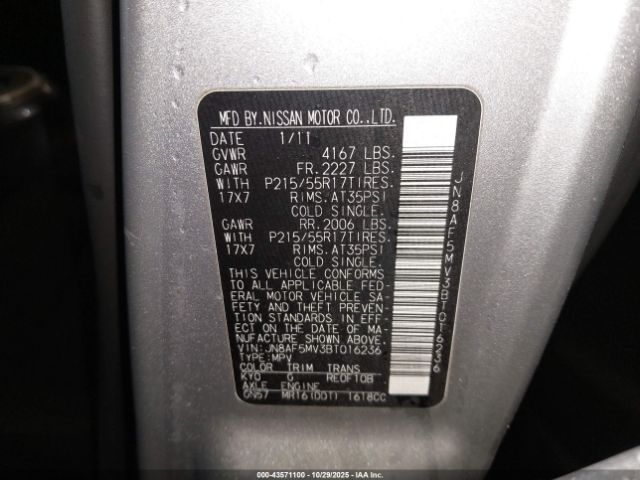 MFD BY.NISSAN MOTOR CO.,LTD.
DATE 1/11
GVWR 4167 LBS.
GAWR FR.2227 LBS.
WITH P215/55R17TIRES.
17X7 RIMS.AT35PSI
COLD SINGLE.
GAWR RR.2006 LBS.
WITH P215/55R17TIRES.
17X7 RIMS.AT35PSI
COLD SINGLE.
THIS VEHICLE CONFORMS
TO ALL APPLICABLE FED-
ERAL MOTOR VEHICLE SA-
FETY AND THEFT PREVEN-
TION STANDARDS IN EFF-
ECT ON THE DATE OF MA-
NUFACTURE SHOWN ABOVE.
VIN:JN8AF5MV3BT016236
TYPE:MPV
COLOR TRIM TRANS
KY0 G RE0F10B
AXLE ENGINE
GN57 MR16(DDT) 1618CC
JN8AF5MV3BT016236
000-43571100 - 10/29/2025 - IAA Inc.